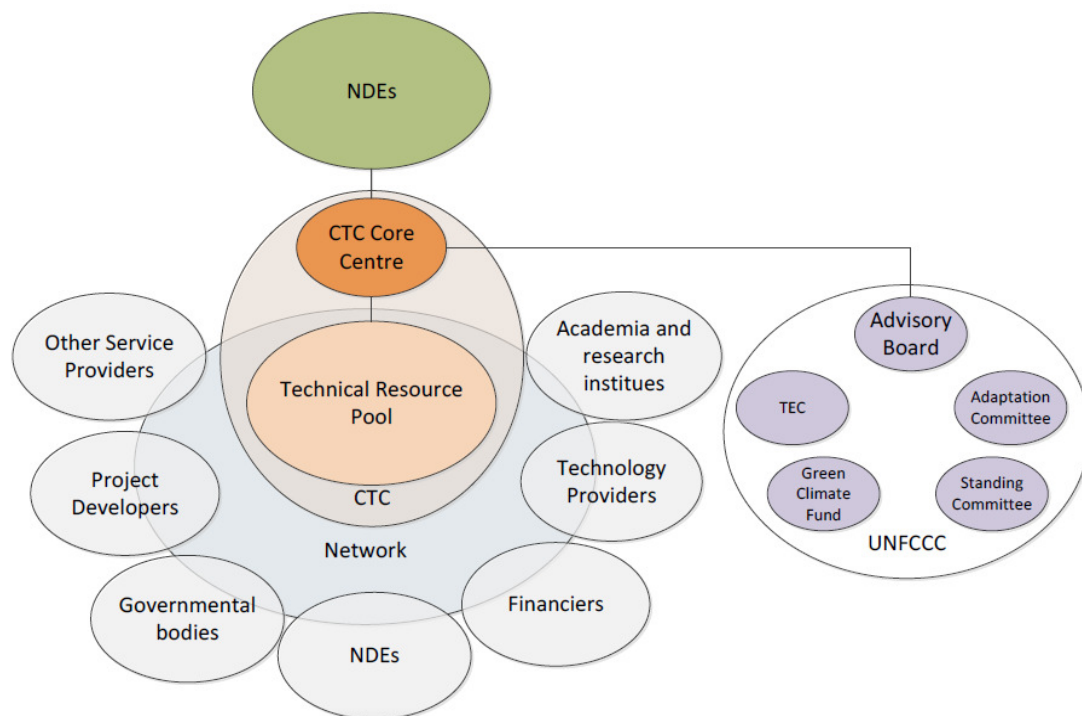 NDEs
CTC Core
Centre
Technical Resource
Pool
CTC
Network
Other Service
Providers
Project
Developers
Governmental
bodies
NDEs
Financiers
Technology
Providers
Academia and
research
institues
Advisory
Board
TEC
Adaptation
Committee
Green
Climate
Fund
Standing
Committee
UNFCCC